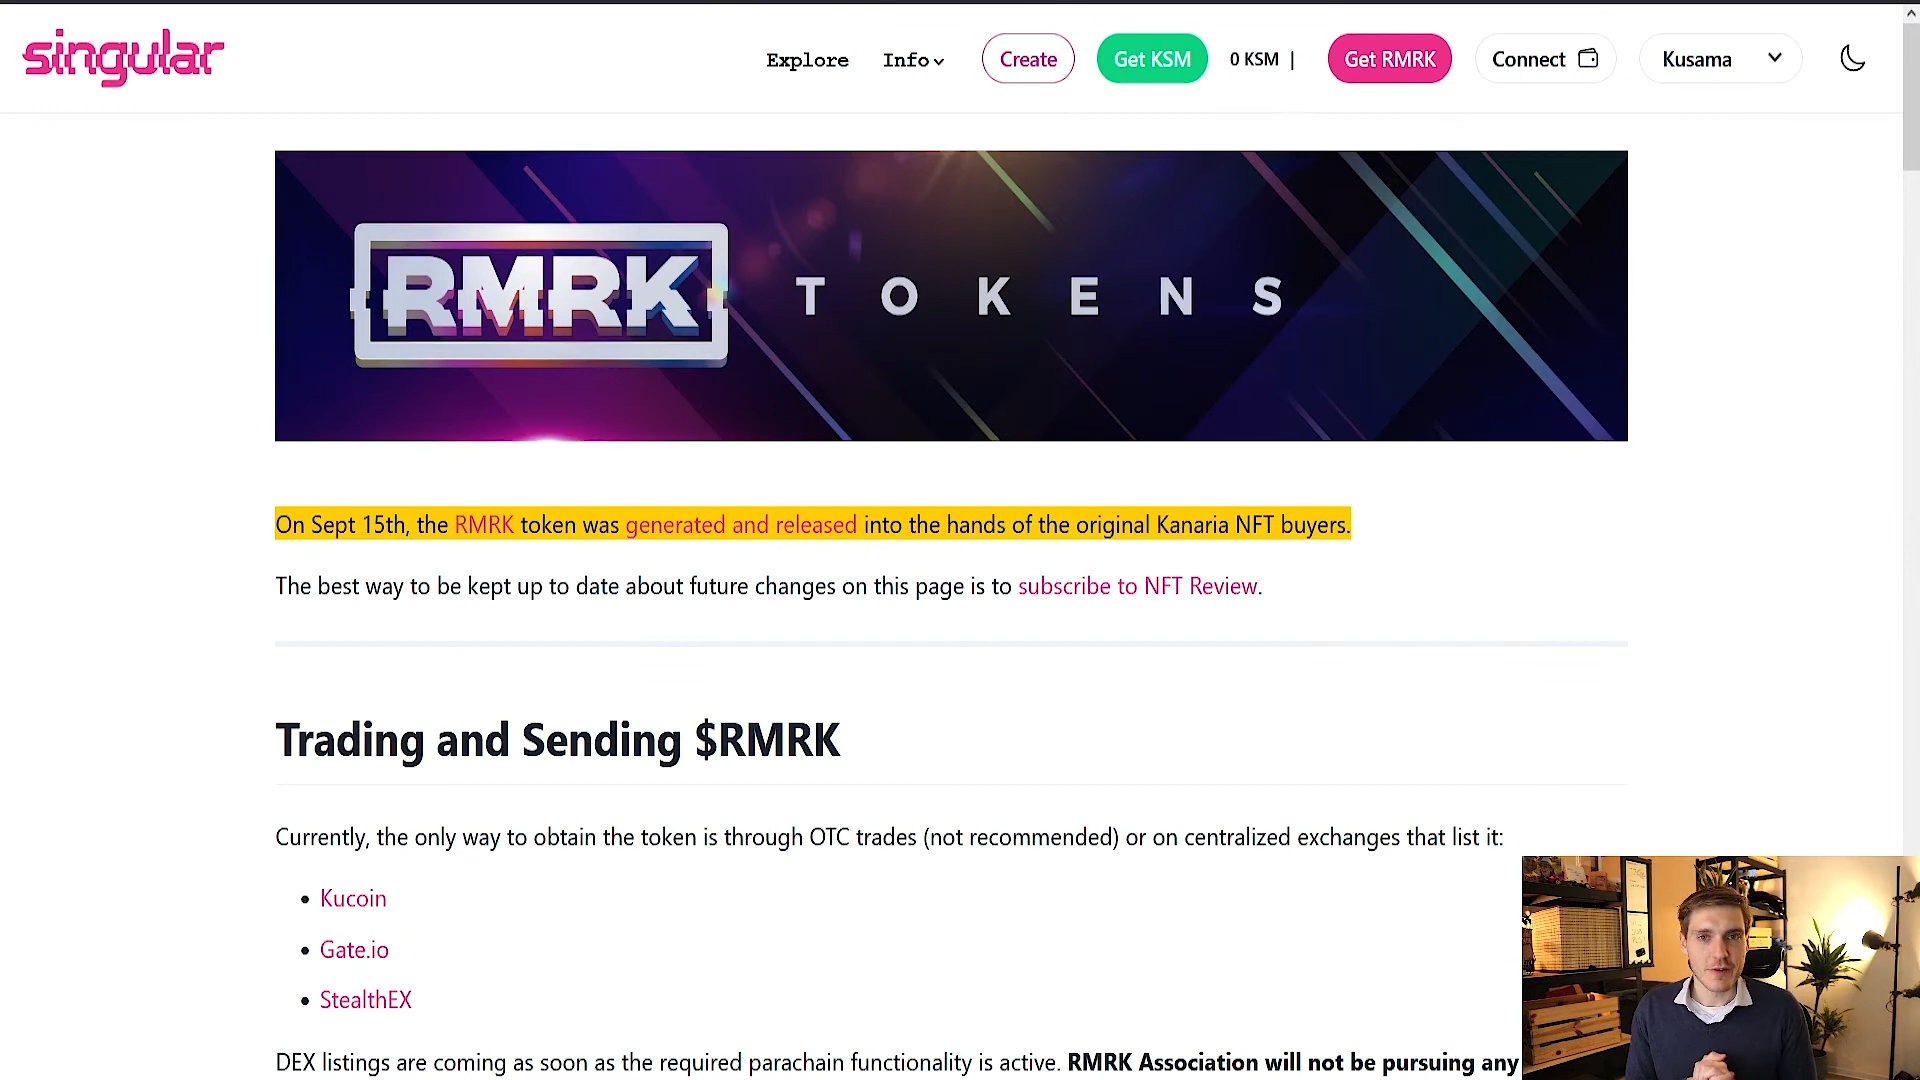 singular
Explore Info Create Get KSM 0 KSM | Get RMRK Connect Kusama
RMRK TOKENS
On Sept 15th, the RMRK token was generated and released into the hands of the original Kanaria NFT buyers.
The best way to be kept up to date about future changes on this page is to subscribe to NFT Review.
Trading and Sending $RMRK
Currently, the only way to obtain the token is through OTC trades (not recommended) or on centralized exchanges that list it:
Kucoin
Gate.io
StealthEX
DEX listings are coming as soon as the required parachain functionality is active. RMRK Association will not be pursuing any